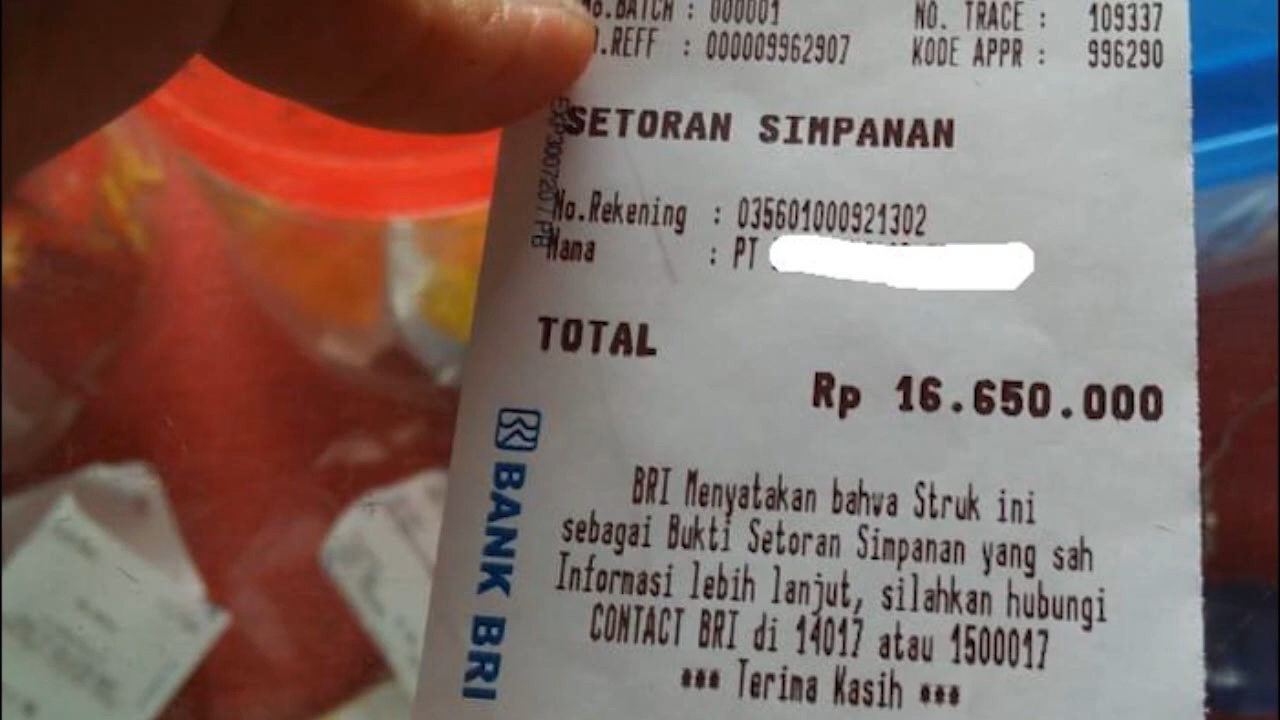 No.BATCH : 000001 NO. TRACE : 109337
.REFF : 000009962907 KODE APPR : 996290
SETORAN SIMPANAN
No.Rekening : 035601000921302
Nama : PT
TOTAL
Rp 16.650.000
BRI Menyatakan bahwa Struk ini
sebagai Bukti Setoran Simpanan yang sah
Informasi lebih lanjut, silahkan hubungi
CONTACT BRI di 14017 atau 1500017
*** Terima Kasih ***
BANK BRI